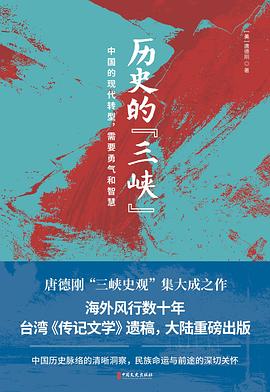 [美]唐德刚 著
历史的『三峡』
中国的现代转型，需要勇气和智慧
唐德刚“三峡史观”集大成之作
海外风行数十年
台湾《传记文学》遗稿，大陆重磅出版
中国历史脉络的清晰洞察，民族命运与前途的深切关怀
中国文史出版社